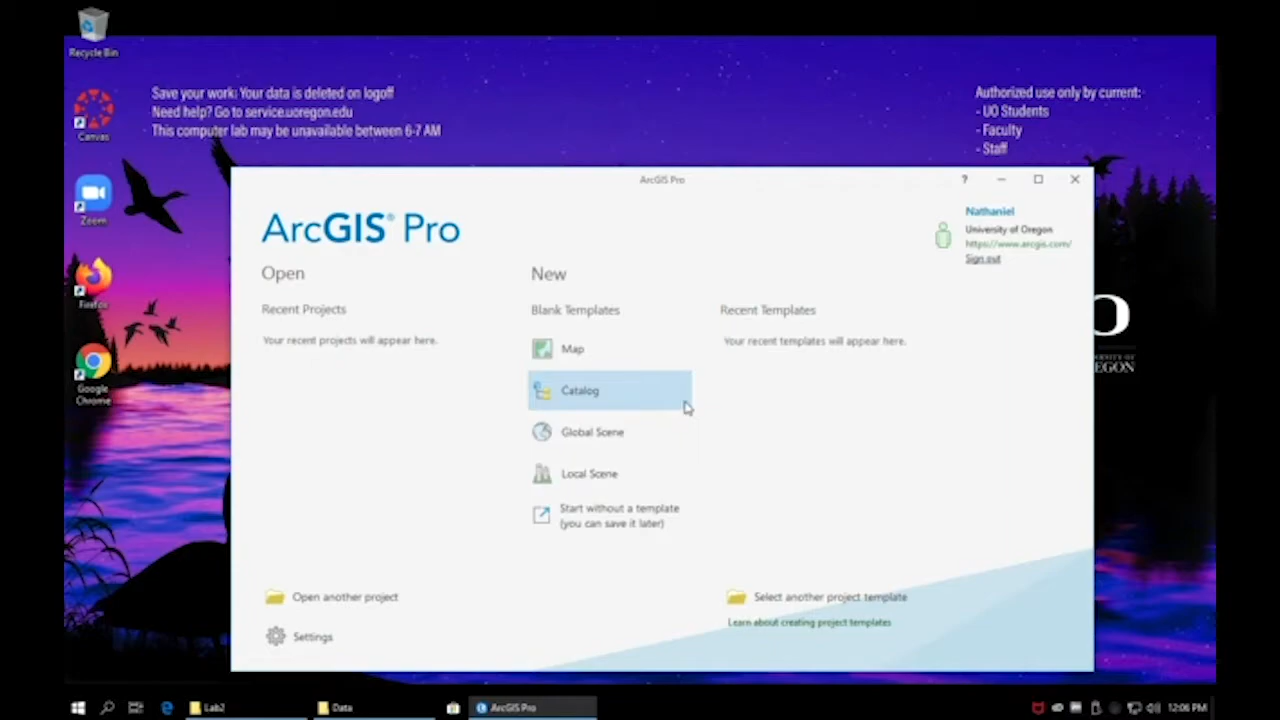 Recycle Bin
Save your work: Your data is deleted on logoff
Need help? Go to service.uoregon.edu
This computer lab may be unavailable between 6-7 AM
Authorized use only by current:
- UO Students
- Faculty
- Staff
Canvas
Zoom
Firefox
Google
Chrome
ArcGIS Pro
ArcGIS® Pro
?
Nathaniel
University of Oregon
https://www.arcgis.com/
Sign out
Open
New
Recent Projects
Blank Templates
Recent Templates
Your recent projects will appear here.
Your recent templates will appear here.
Map
Catalog
Global Scene
Local Scene
Start without a template
(you can save it later)
Open another project
Select another project template
Learn about creating project templates
Settings
O
EGON
Lab2
Data
ArcGIS Pro
12:06 PM